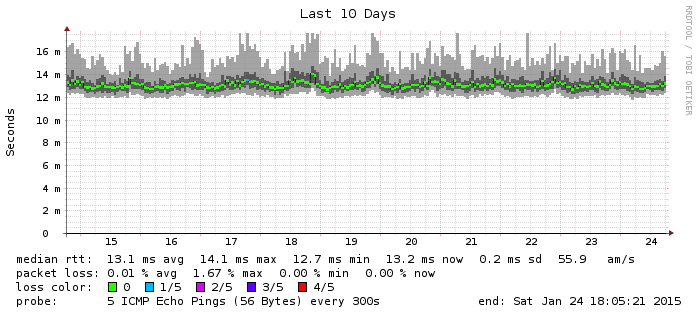 Last 10 Days
RRDTOOL / TOBI OETIKER
Seconds
16 m
14 m
12 m
10 m
8 m
6 m
4 m
2 m
0
15 16 17 18 19 20 21 22 23 24
median rtt: 13.1 ms avg 14.1 ms max 12.7 ms min 13.2 ms now 0.2 ms sd 55.9 am/s
packet loss: 0.01 % avg 1.67 % max 0.00 % min 0.00 % now
loss color: 0 1/5 2/5 3/5 4/5
probe: 5 ICMP Echo Pings (56 Bytes) every 300s end: Sat Jan 24 18:05:21 2015